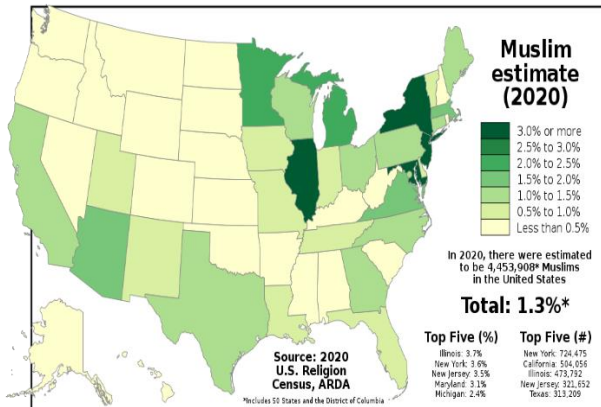 Muslim
estimate
(2020)
3.0% or more
2.5% to 3.0%
2.0% to 2.5%
1.5% to 2.0%
1.0% to 1.5%
0.5% to 1.0%
Less than 0.5%
In 2020, there were estimated
to be 4,453,908* Muslims
in the United States
Total: 1.3%*
Top Five (%)
Illinois: 3.7%
New York: 3.6%
New Jersey: 3.5%
Maryland: 3.1%
Michigan: 2.4%
Top Five (#)
New York: 724,475
California: 504,056
Illinois: 473,792
New Jersey: 321,652
Texas: 313,209
Source: 2020
U.S. Religion
Census, ARDA
*Includes 50 States and the District of Columbia